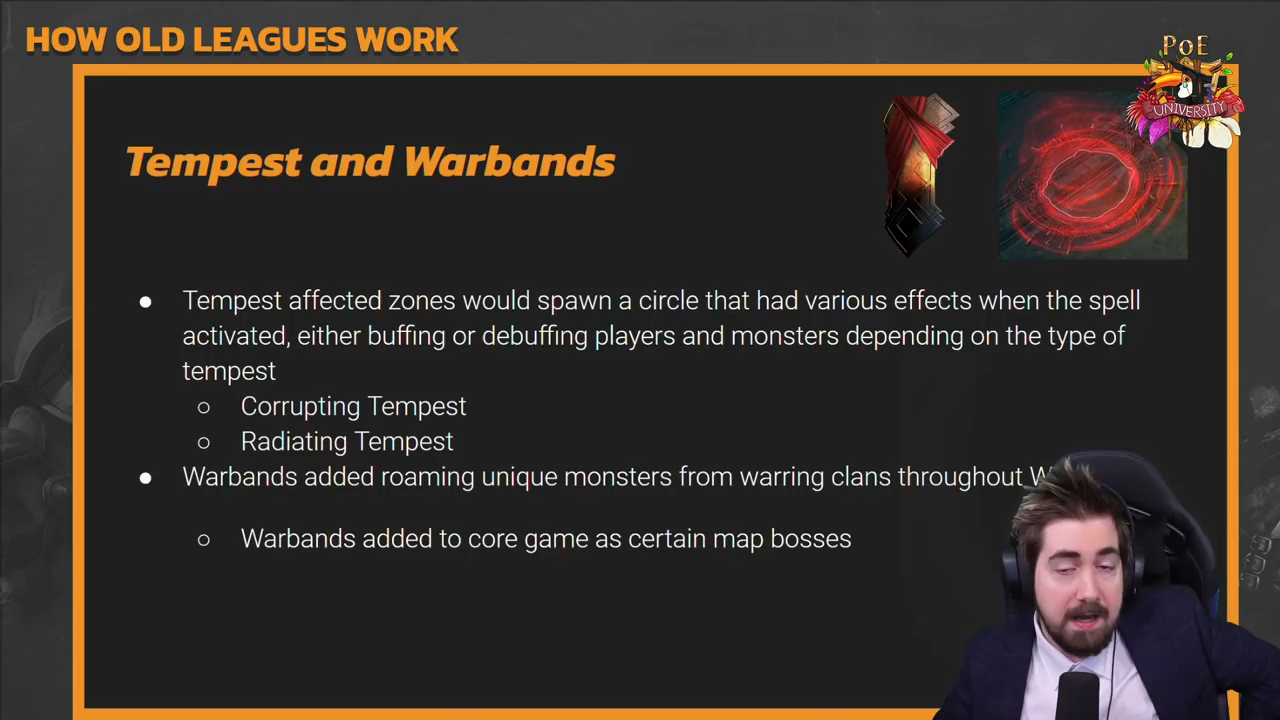 HOW OLD LEAGUES WORK
PoE
UNIVERSITY
Tempest and Warbands
● Tempest affected zones would spawn a circle that had various effects when the spell
activated, either buffing or debuffing players and monsters depending on the type of
tempest
○ Corrupting Tempest
○ Radiating Tempest
● Warbands added roaming unique monsters from warring clans throughout
○ Warbands added to core game as certain map bosses